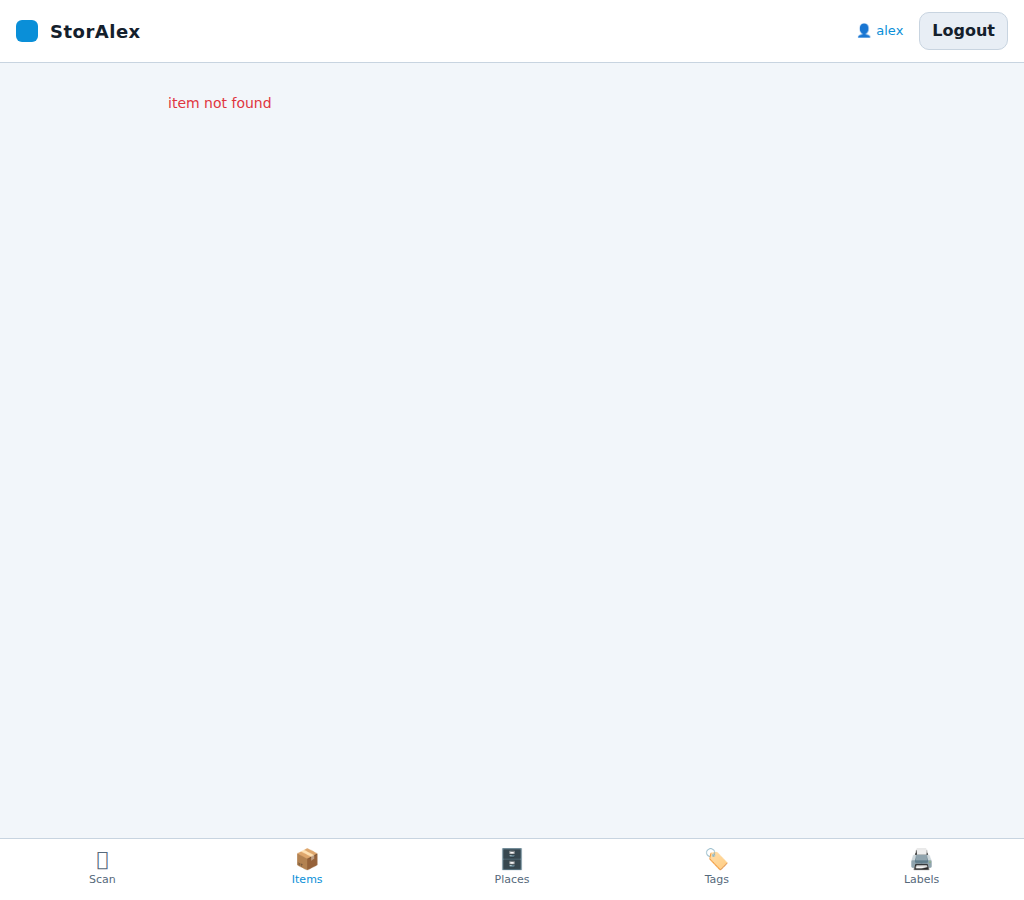 StorAlex
alex
Logout
item not found
Scan
Items
Places
Tags
Labels